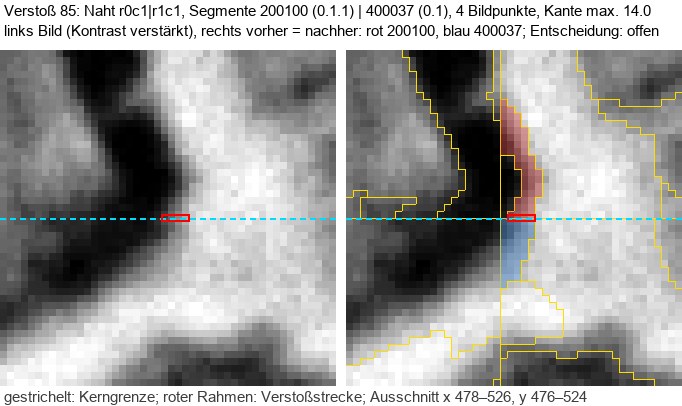 Verstoß 85: Naht r0c1|r1c1, Segmente 200100 (0.1.1) | 400037 (0.1), 4 Bildpunkte, Kante max. 14.0
links Bild (Kontrast verstärkt), rechts vorher = nachher: rot 200100, blau 400037; Entscheidung: offen
gestrichelt: Kerngrenze; roter Rahmen: Verstoßstrecke; Ausschnitt x 478–526, y 476–524